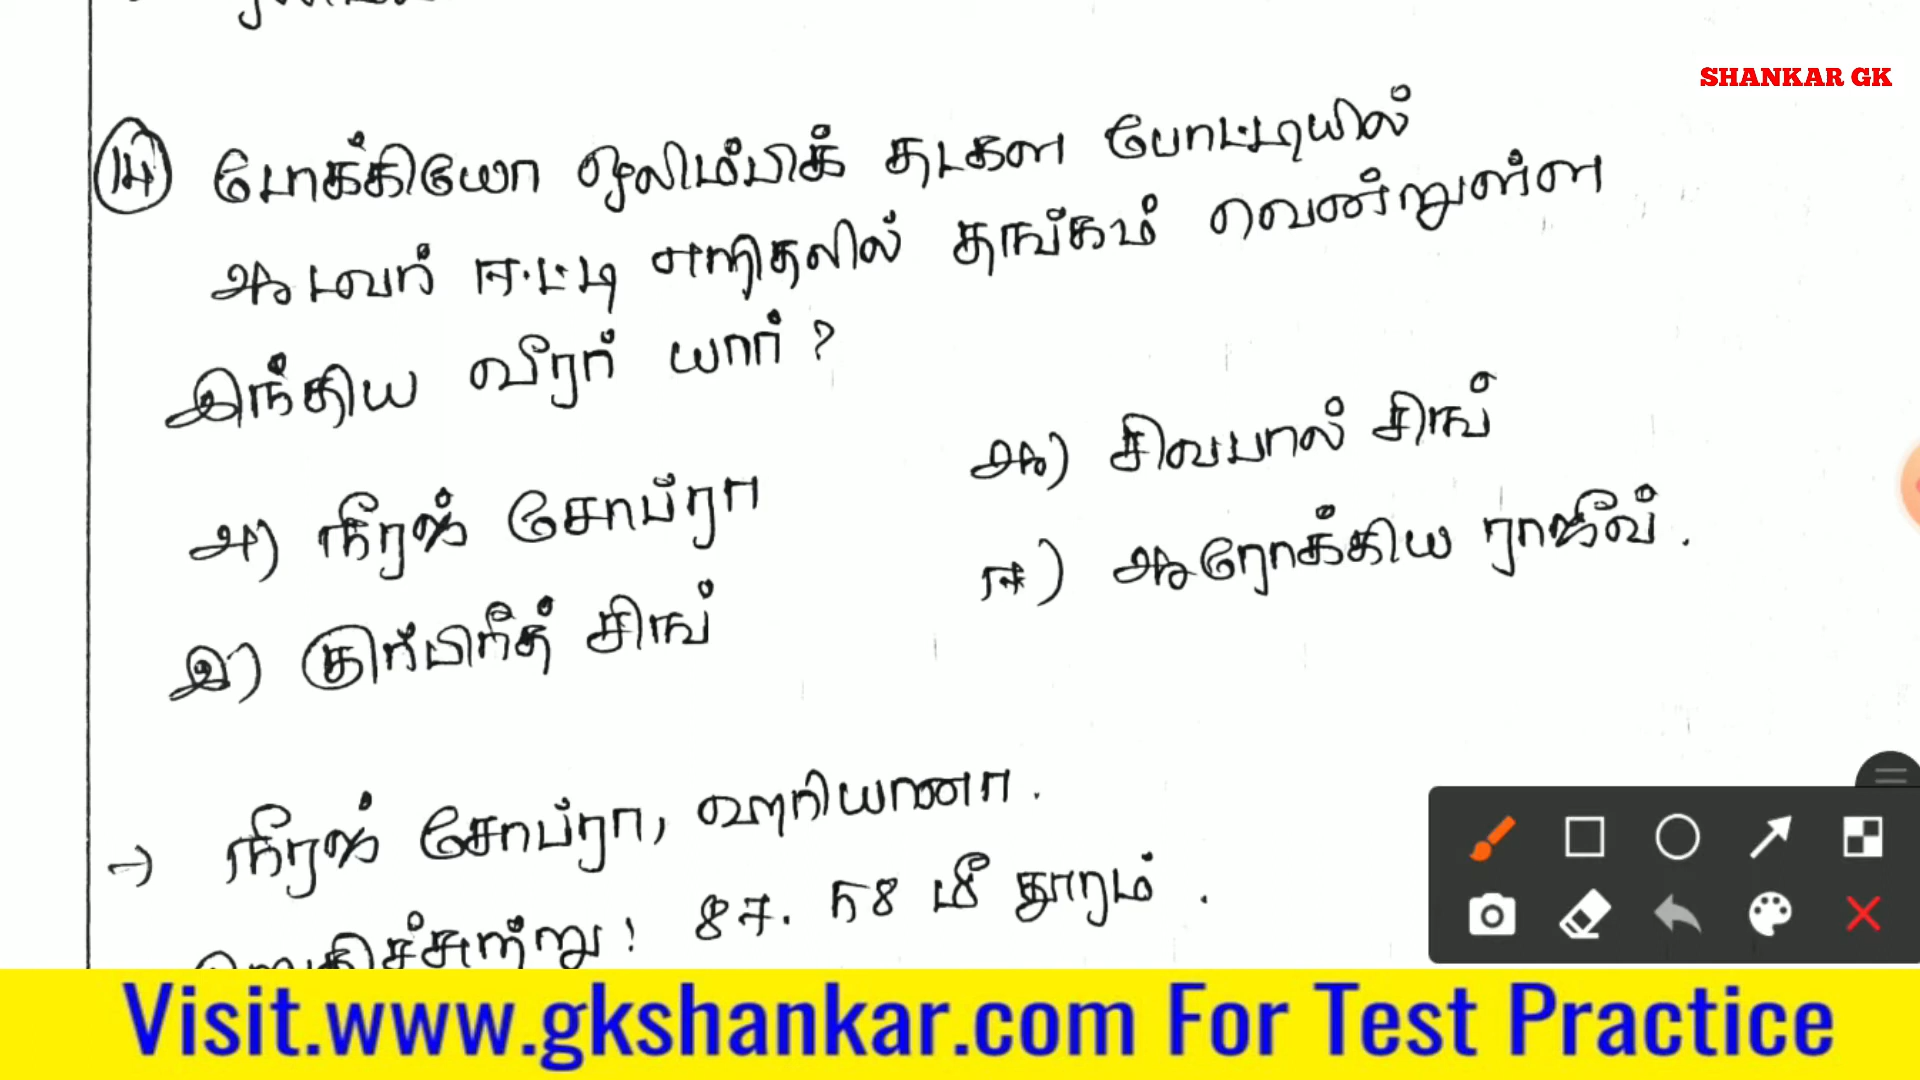 SHANKAR GK
14) டோக்கியோ ஒலிம்பிக் தடகள போட்டியில்
ஆடவர் ஈட்டி எறிதலில் தங்கம் வென்றுள்ள
இந்திய வீரர் யார்?
அ) நீரஜ் சோப்ரா
ஆ) சிவபால் சிங்
இ) குர்பிரீத் சிங்
ஈ) ஆரோக்கிய ராஜீவ்.
→ நீரஜ் சோப்ரா, ஹரியாணா.
இறுதிச்சுற்று: 87.58 மீ தூரம்.
Visit.www.gkshankar.com For Test Practice